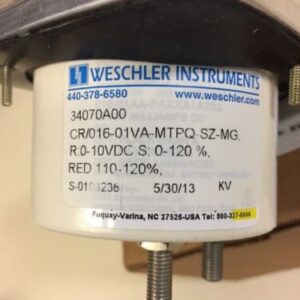 WESCHLER INSTRUMENTS
440-378-6580 www.weschler.com
34070A00
CR/016-01VA-MTPQ-SZ-MG,
R:0-10VDC S: 0-120 %,
RED 110-120%,
5/30/13 KV
Fuquay-Varina, NC 27526-USA Tel: